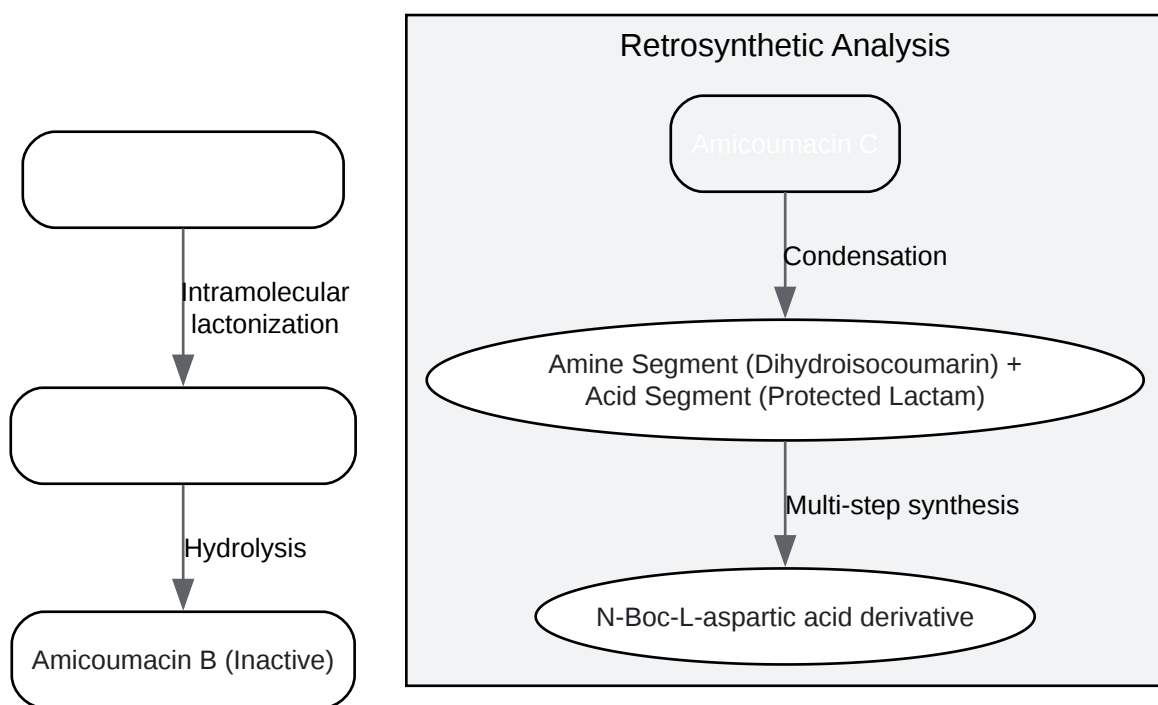 Retrosynthetic Analysis
Amicoumacin C
Intramolecular
lactonization
Condensation
Amine Segment (Dihydroisocoumarin) +
Acid Segment (Protected Lactam)
Multi-step synthesis
Hydrolysis
N-Boc-L-aspartic acid derivative
Amicoumacin B (Inactive)